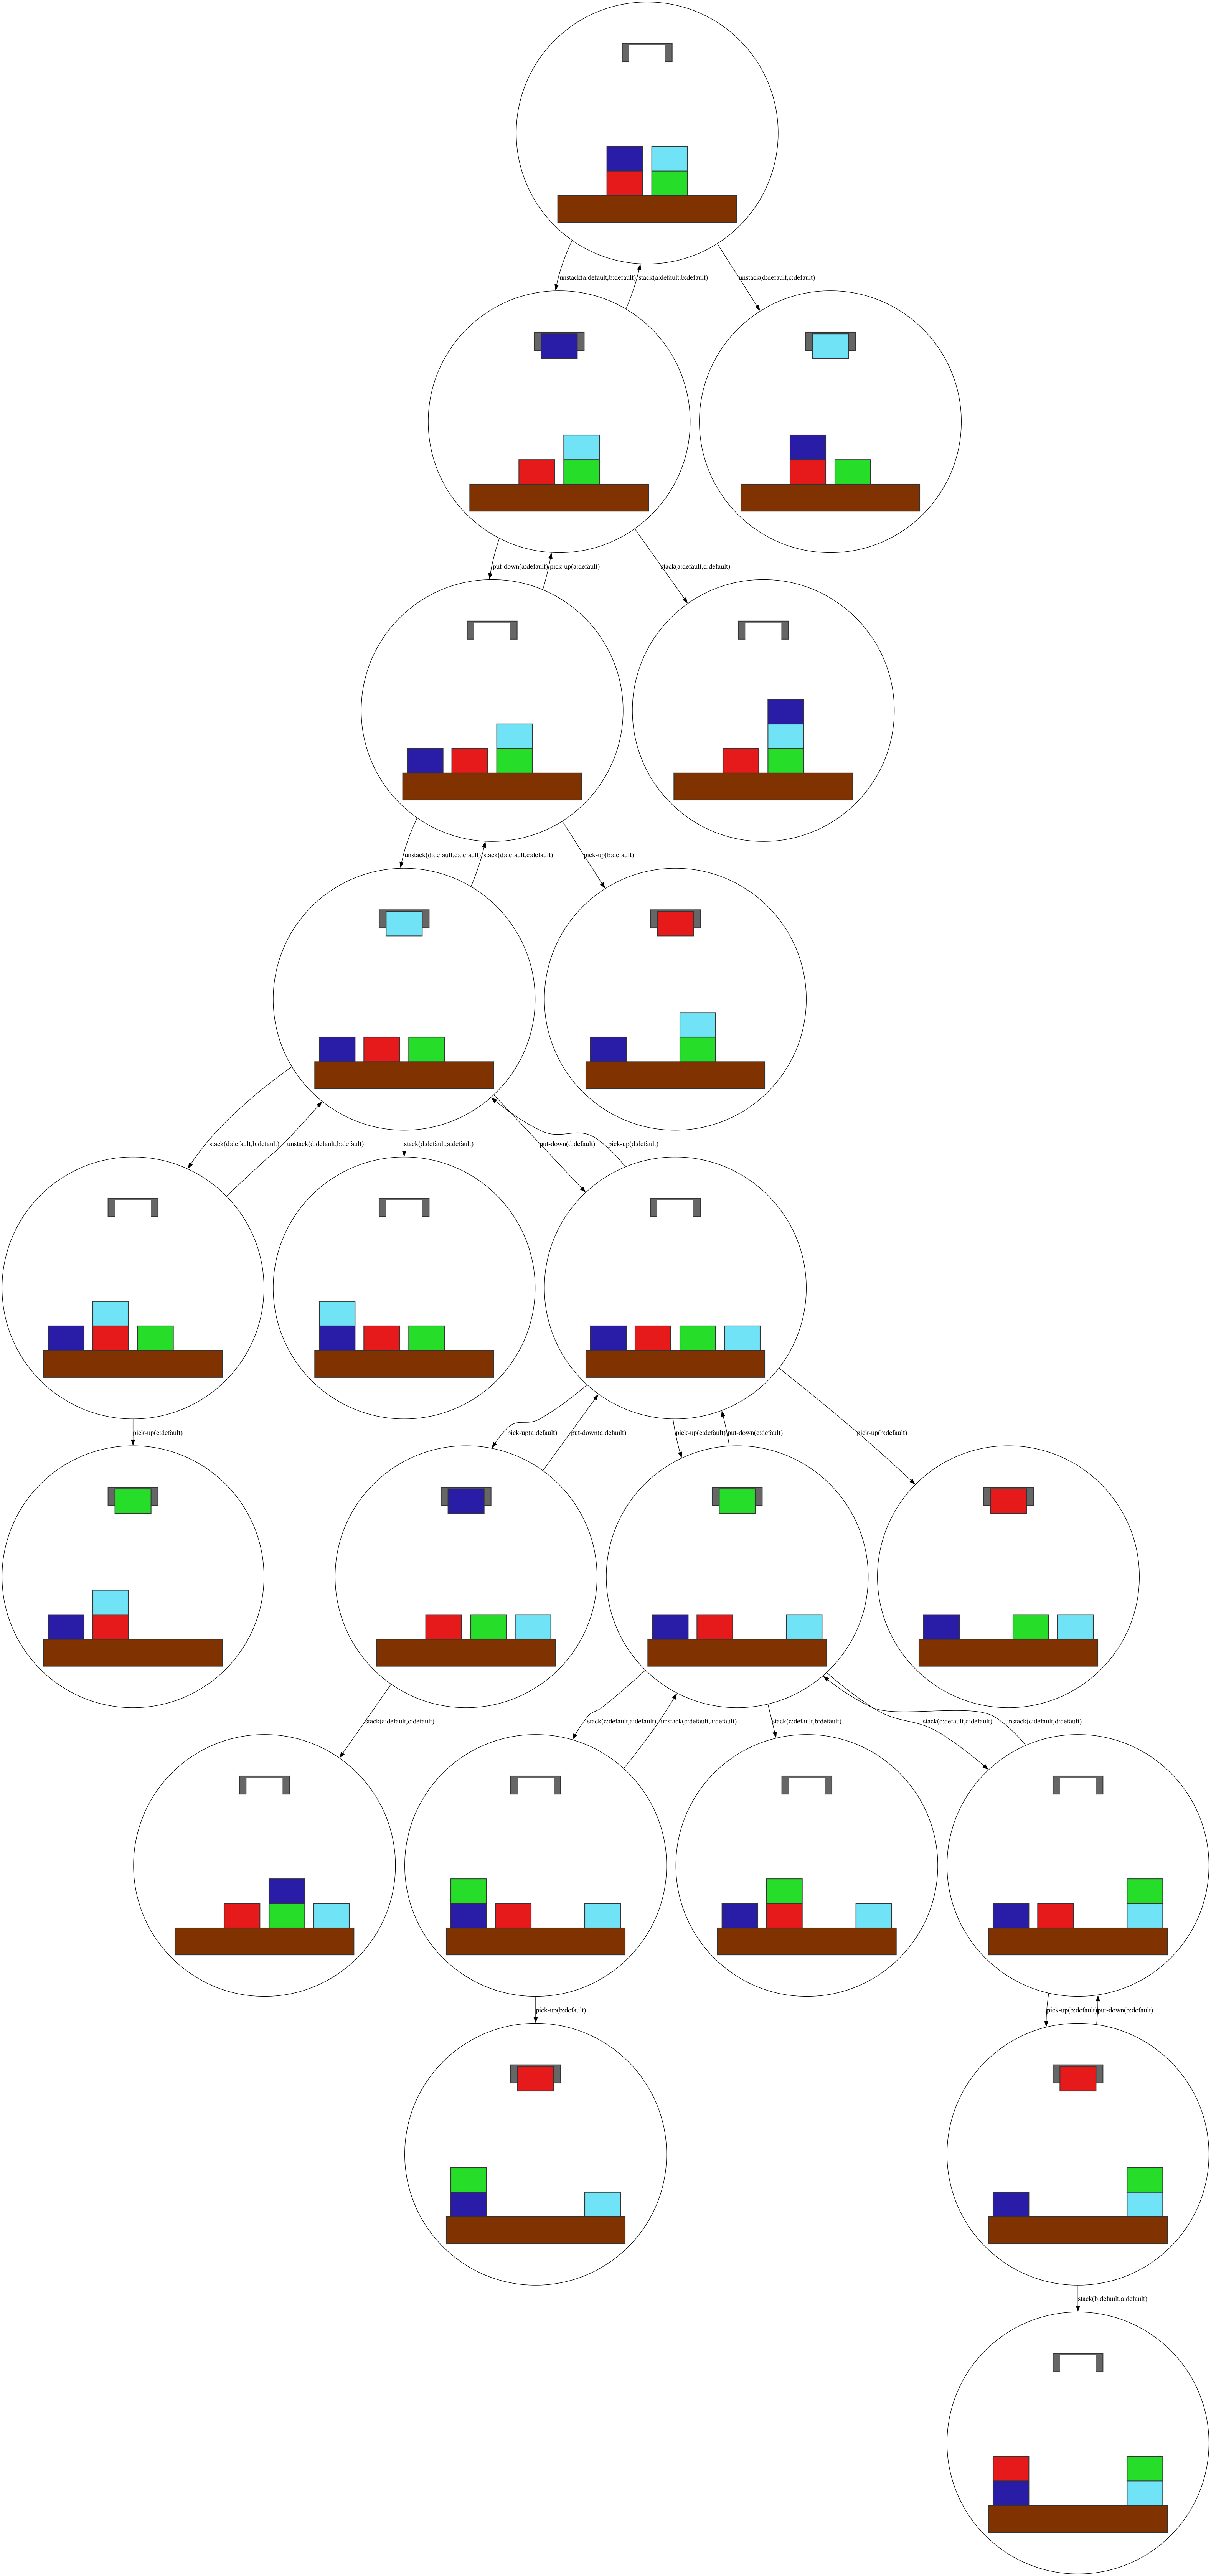 unstack(a:default,b:default)
stack(a:default,b:default)
unstack(d:default,c:default)
put-down(a:default)
pick-up(a:default)
stack(a:default,d:default)
unstack(d:default,c:default)
stack(d:default,c:default)
pick-up(b:default)
stack(d:default,b:default)
unstack(d:default,b:default)
stack(d:default,a:default)
put-down(d:default)
pick-up(d:default)
pick-up(c:default)
pick-up(a:default)
put-down(a:default)
pick-up(c:default)
put-down(c:default)
pick-up(b:default)
stack(a:default,c:default)
stack(c:default,a:default)
unstack(c:default,a:default)
stack(c:default,b:default)
stack(c:default,d:default)
unstack(c:default,d:default)
pick-up(b:default)
pick-up(b:default)
put-down(b:default)
stack(b:default,a:default)